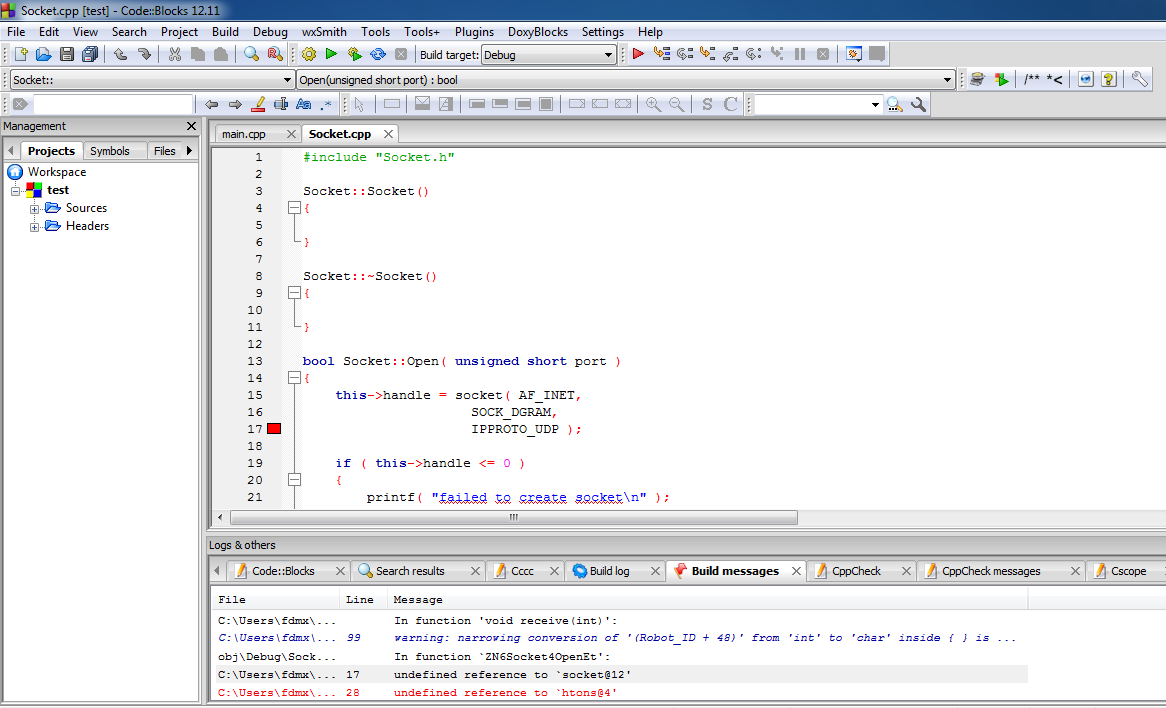 Socket.cpp [test] - Code::Blocks 12.11
File Edit View Search Project Build Debug wxSmith Tools Tools+ Plugins DoxyBlocks Settings Help
Build target: Debug
Socket:: Open(unsigned short port) : bool
/** *<
Aa .* S C
Management
main.cpp Socket.cpp
Projects Symbols Files
Workspace
test
Sources
Headers
1 #include "Socket.h"
2
3 Socket::Socket()
4 {
5
6 }
7
8 Socket::~Socket()
9 {
10
11 }
12
13 bool Socket::Open( unsigned short port )
14 {
15 this->handle = socket( AF_INET,
16 SOCK_DGRAM,
17 IPPROTO_UDP );
18
19 if ( this->handle <= 0 )
20 {
21 printf( "failed to create socket\n" );
Logs & others
Code::Blocks Search results Cccc Build log Build messages CppCheck CppCheck messages Cscope
File Line Message
C:\Users\fdmx\... In function 'void receive(int)':
C:\Users\fdmx\... 99 warning: narrowing conversion of '(Robot_ID + 48)' from 'int' to 'char' inside { } is ...
obj\Debug\Sock... In function `ZN6Socket4OpenEt':
C:\Users\fdmx\... 17 undefined reference to `socket@12'
C:\Users\fdmx\... 28 undefined reference to `htons@4'